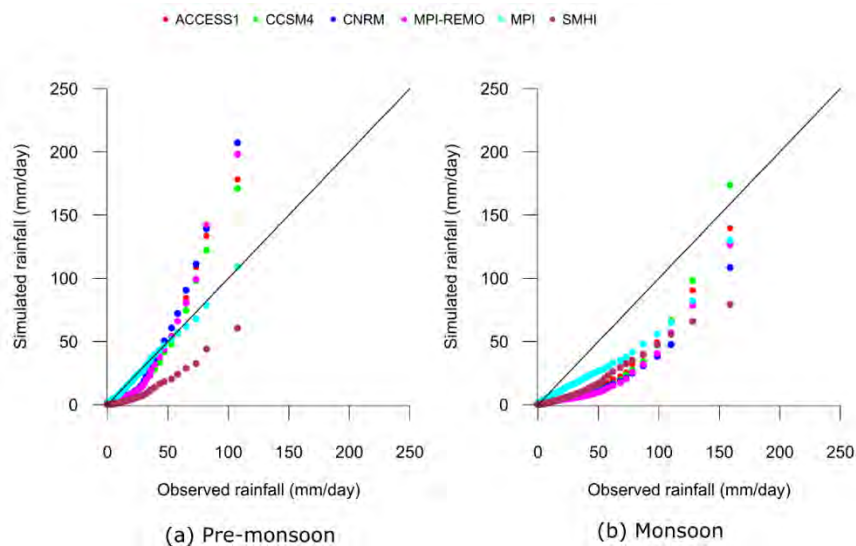 ACCESS1 CCSM4 CNRM MPI-REMO MPI SMHI
250
200
150
100
50
0
Simulated rainfall (mm/day)
0 50 100 150 200 250
Observed rainfall (mm/day)
(a) Pre-monsoon
250
200
150
100
50
0
Simulated rainfall (mm/day)
0 50 100 150 200 250
Observed rainfall (mm/day)
(b) Monsoon